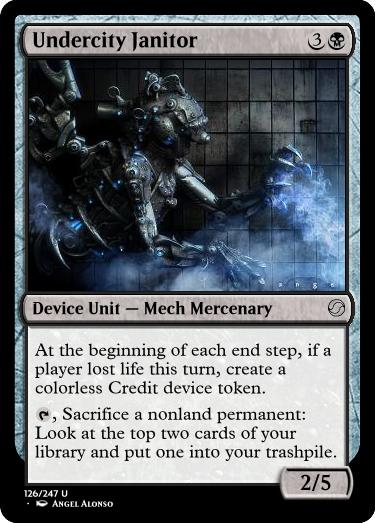 Undercity Janitor 3
ange
Device Unit — Mech Mercenary
At the beginning of each end step, if a
player lost life this turn, create a
colorless Credit device token.
, Sacrifice a nonland permanent:
Look at the top two cards of your
library and put one into your trashpile.
2/5
126/247 U
· Angel Alonso